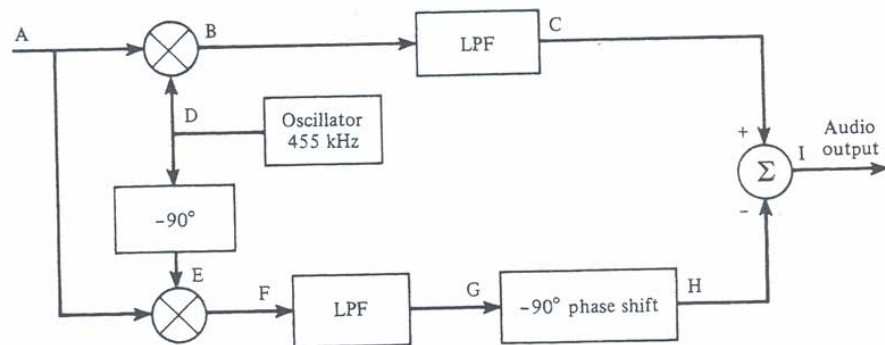 A
B
LPF
C
D
Oscillator
455 kHz
+
Audio
output
I
Σ
-
-90°
E
F
LPF
G
-90° phase shift
H